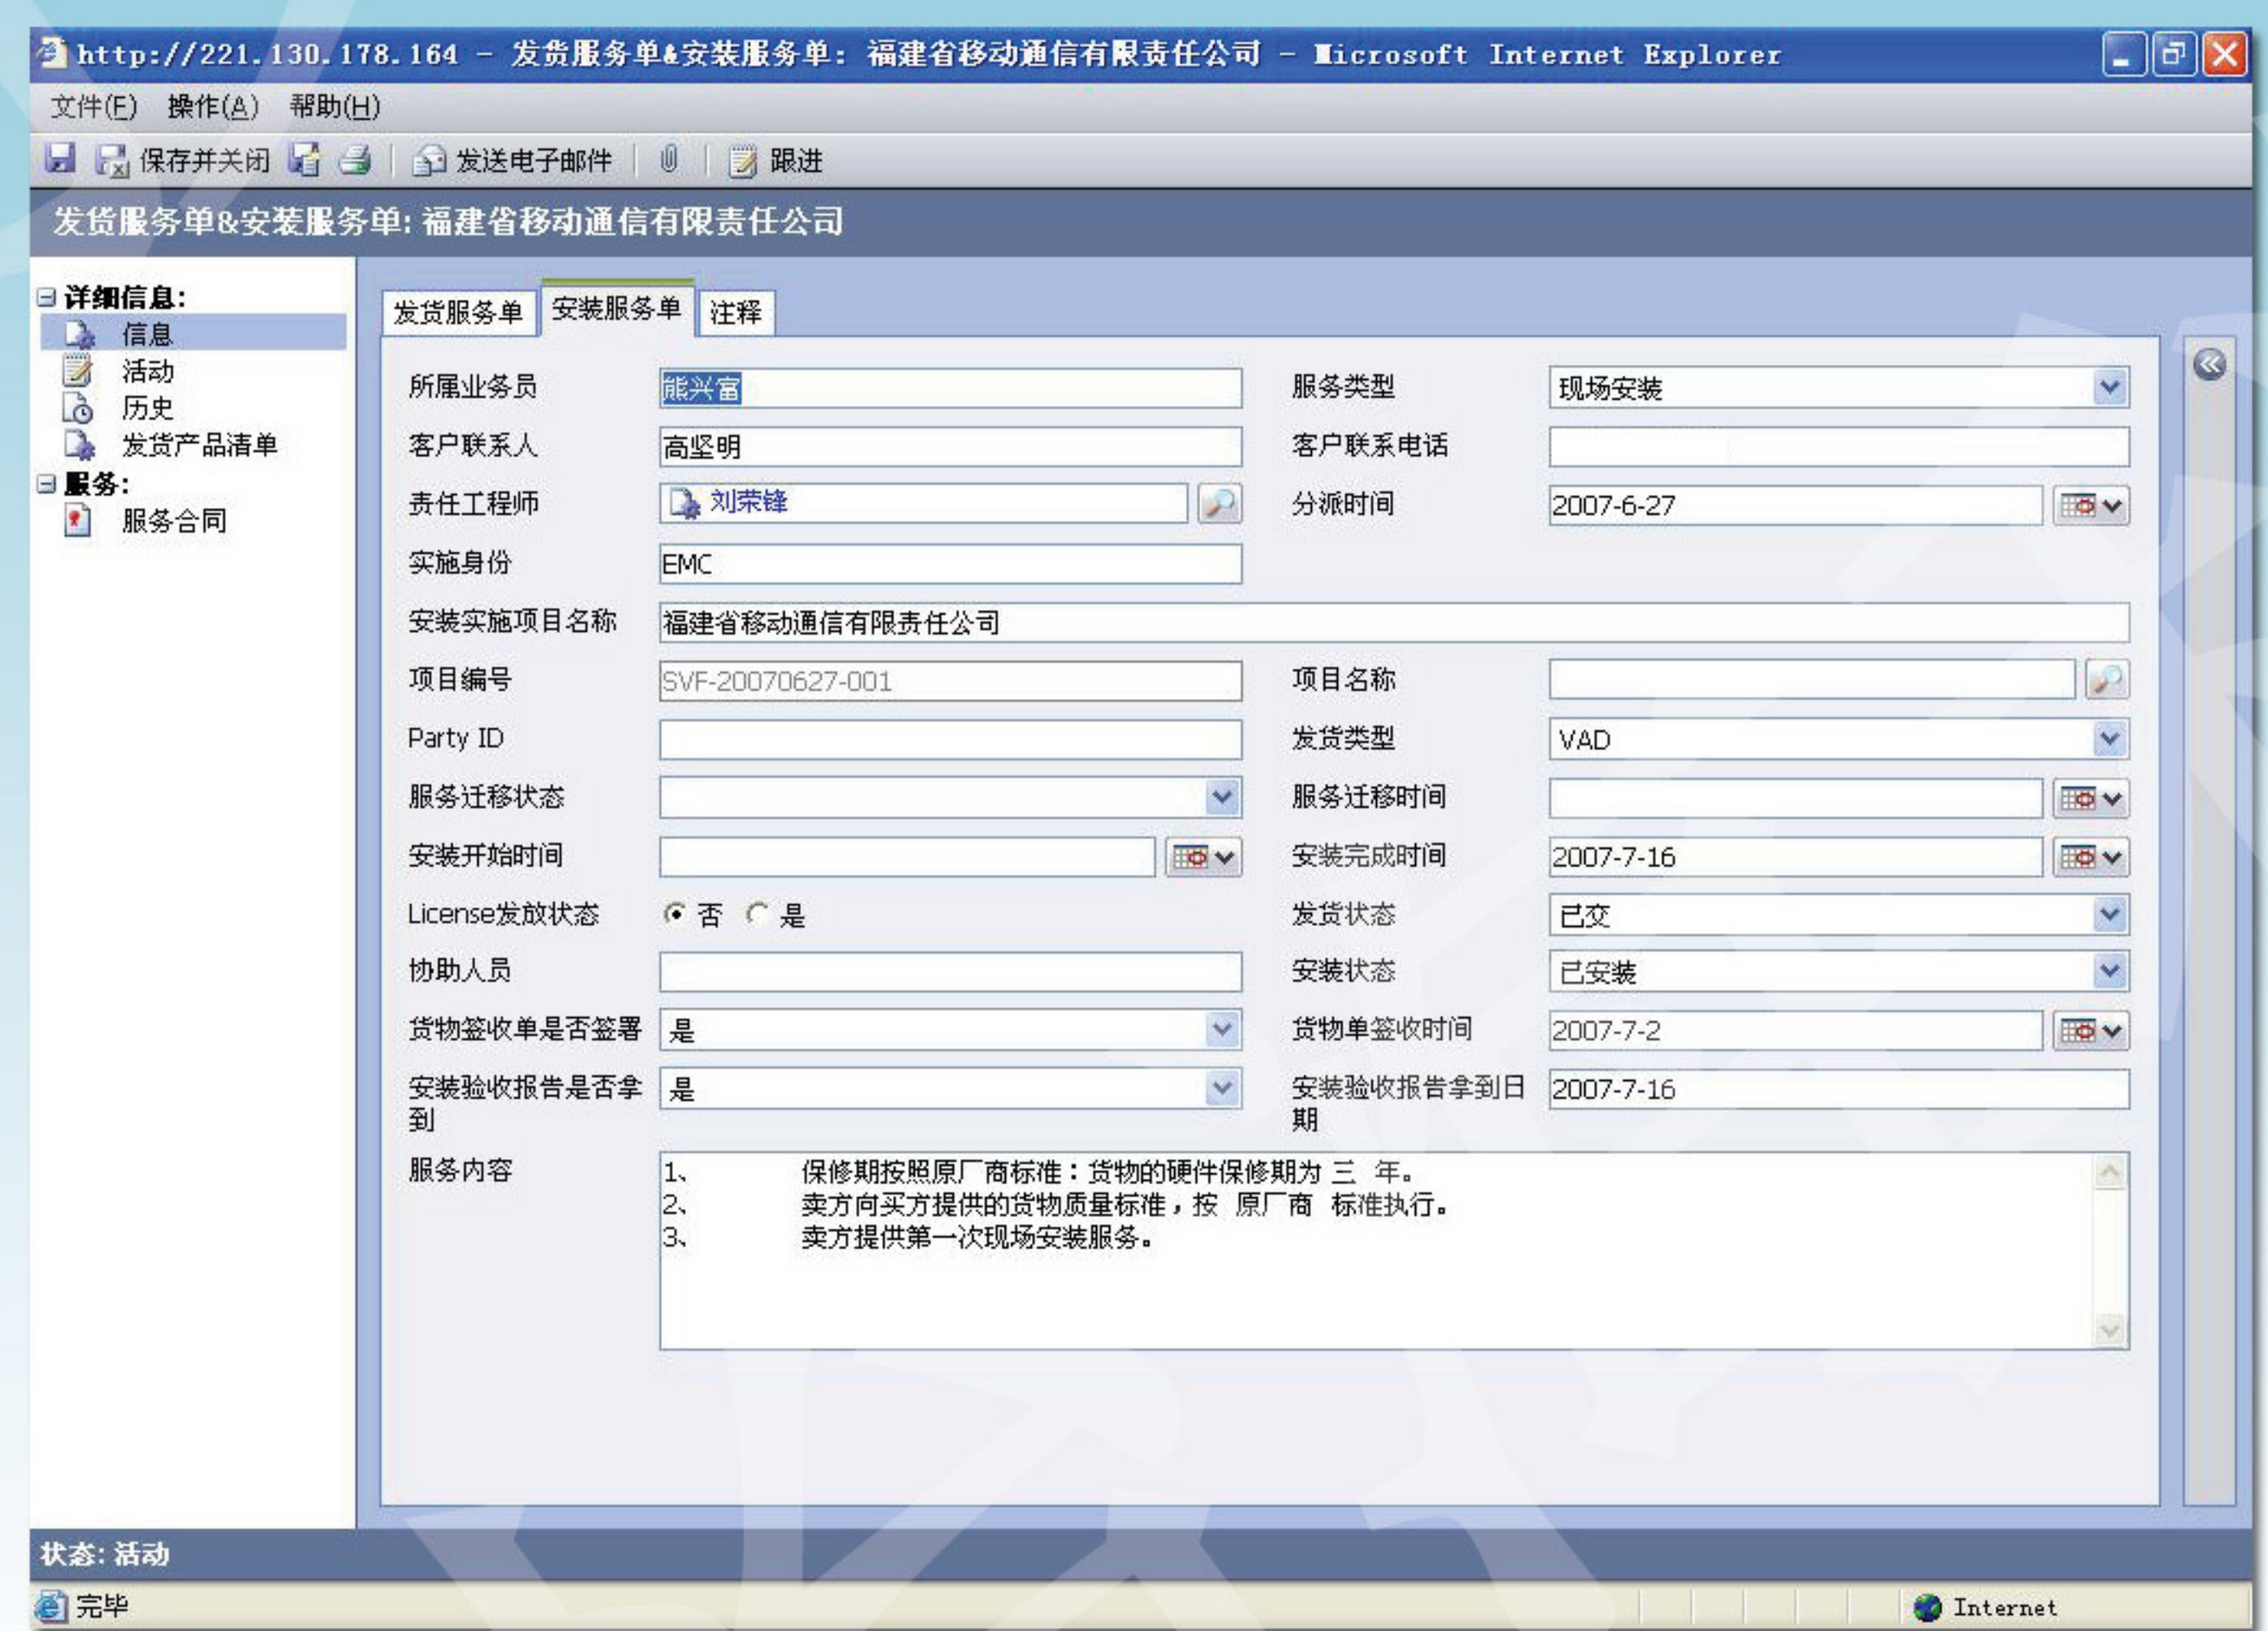 http://221.130.178.164 - 发货服务单&安装服务单: 福建省移动通信有限责任公司 - Microsoft Internet Explorer
文件(F) 操作(A) 帮助(H)
保存并关闭 发送电子邮件 跟进
发货服务单&安装服务单: 福建省移动通信有限责任公司
详细信息:
信息
活动
历史
发货产品清单
服务:
服务合同
发货服务单 安装服务单 注释
所属业务员 熊兴富 服务类型 现场安装
客户联系人 高坚明 客户联系电话
责任工程师 刘荣锋 分派时间 2007-6-27
实施身份 EMC
安装实施项目名称 福建省移动通信有限责任公司
项目编号 SVF-20070627-001 项目名称
Party ID 发货类型 VAD
服务迁移状态 服务迁移时间
安装开始时间 安装完成时间 2007-7-16
License发放状态 否 是 发货状态 已交
协助人员 安装状态 已安装
货物签收单是否签署 是 货物单签收时间 2007-7-2
安装验收报告是否拿到 是 安装验收报告拿到日期 2007-7-16
服务内容
1、 保修期按照原厂商标准：货物的硬件保修期为 三 年。
2、 卖方向买方提供的货物质量标准，按 原厂商 标准执行。
3、 卖方提供第一次现场安装服务。
状态: 活动
完毕 Internet